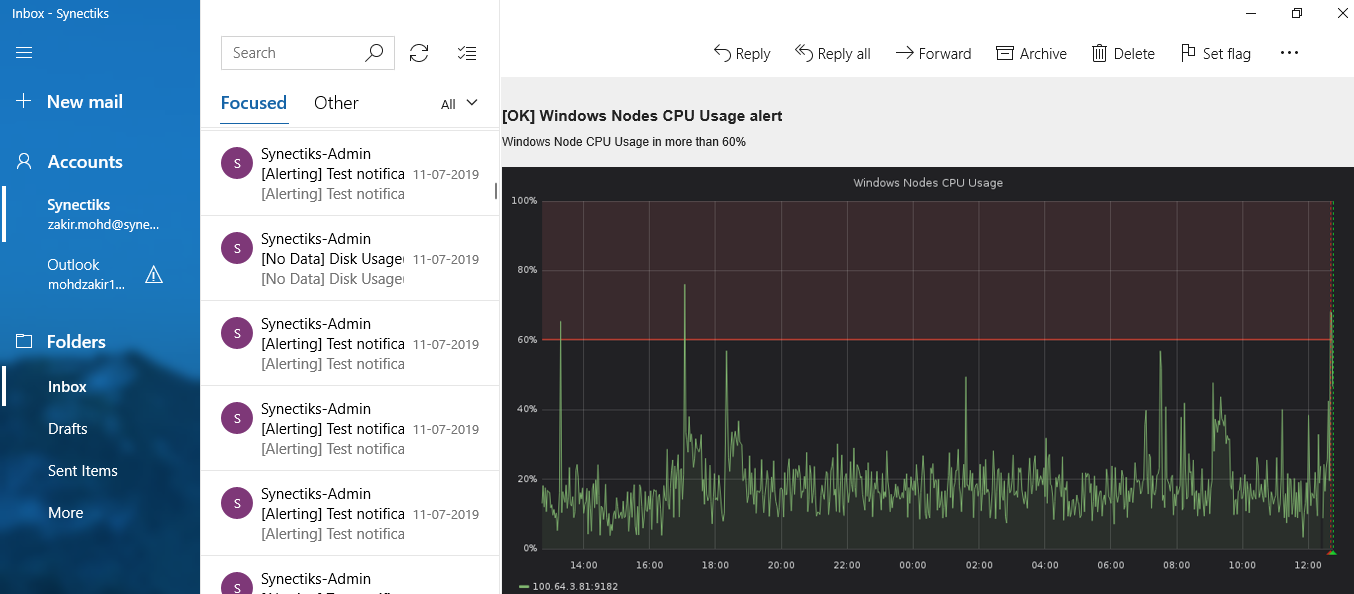 Inbox - Synectiks
New mail
Accounts
Synectiks
zakir.mohd@syne...
Outlook
mohdzakir1...
Folders
Inbox
Drafts
Sent Items
More
Search
Focused
Other
All
S
Synectiks-Admin
[Alerting] Test notifica
11-07-2019
[Alerting] Test notifica
S
Synectiks-Admin
[No Data] Disk Usage(
11-07-2019
[No Data] Disk Usage(
S
Synectiks-Admin
[Alerting] Test notifica
11-07-2019
[Alerting] Test notifica
S
Synectiks-Admin
[Alerting] Test notifica
11-07-2019
[Alerting] Test notifica
S
Synectiks-Admin
[Alerting] Test notifica
11-07-2019
[Alerting] Test notifica
S
Synectiks-Admin
Reply
Reply all
Forward
Archive
Delete
Set flag
[OK] Windows Nodes CPU Usage alert
Windows Node CPU Usage in more than 60%
Windows Nodes CPU Usage
100%
80%
60%
40%
20%
0%
14:00 16:00 18:00 20:00 22:00 00:00 02:00 04:00 06:00 08:00 10:00 12:00
100.64.3.81:9182